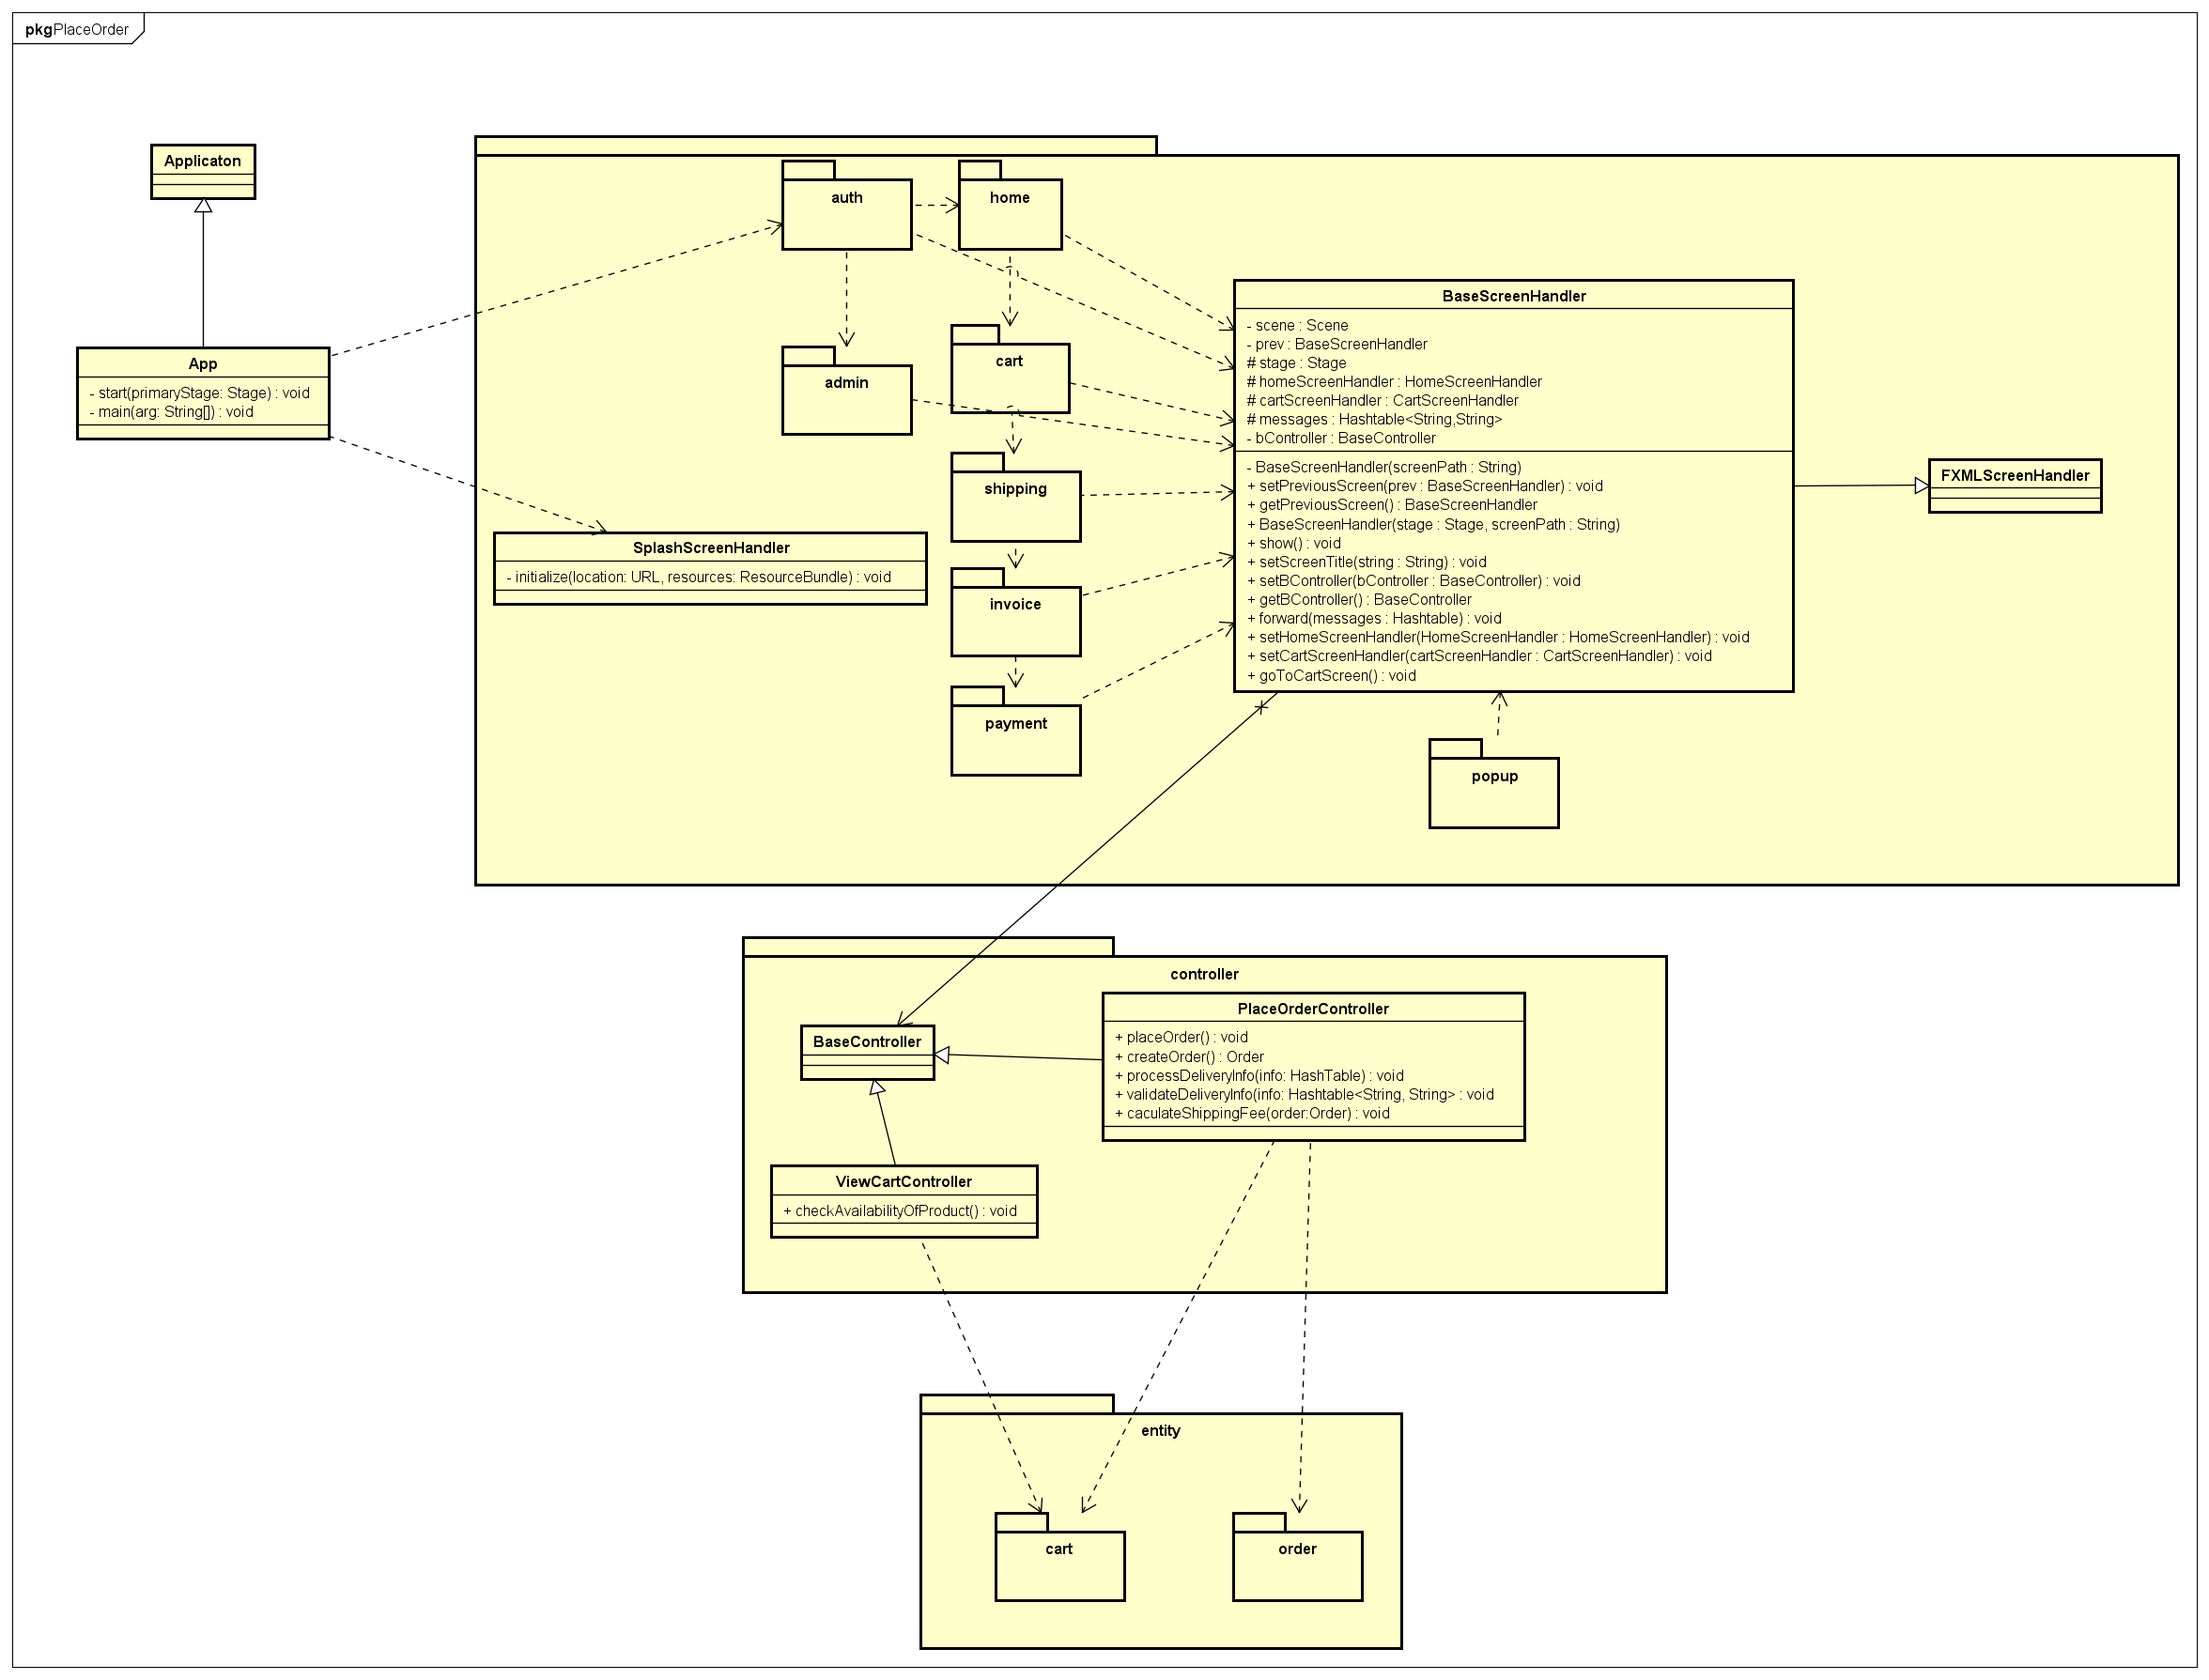 pkgPlaceOrder
Applicaton
App
- start(primaryStage: Stage) : void
- main(arg: String[]) : void
auth
home
admin
cart
shipping
invoice
payment
SplashScreenHandler
- initialize(location: URL, resources: ResourceBundle) : void
BaseScreenHandler
- scene : Scene
- prev : BaseScreenHandler
# stage : Stage
# homeScreenHandler : HomeScreenHandler
# cartScreenHandler : CartScreenHandler
# messages : Hashtable<String,String>
- bController : BaseController
- BaseScreenHandler(screenPath : String)
+ setPreviousScreen(prev : BaseScreenHandler) : void
+ getPreviousScreen() : BaseScreenHandler
+ BaseScreenHandler(stage : Stage, screenPath : String)
+ show() : void
+ setScreenTitle(string : String) : void
+ setBController(bController : BaseController) : void
+ getBController() : BaseController
+ forward(messages : Hashtable) : void
+ setHomeScreenHandler(HomeScreenHandler : HomeScreenHandler) : void
+ setCartScreenHandler(cartScreenHandler : CartScreenHandler) : void
+ goToCartScreen() : void
FXMLScreenHandler
popup
controller
BaseController
PlaceOrderController
+ placeOrder() : void
+ createOrder() : Order
+ processDeliveryInfo(info: HashTable) : void
+ validateDeliveryInfo(info: Hashtable<String, String> : void
+ caculateShippingFee(order:Order) : void
ViewCartController
+ checkAvailabilityOfProduct() : void
entity
cart
order